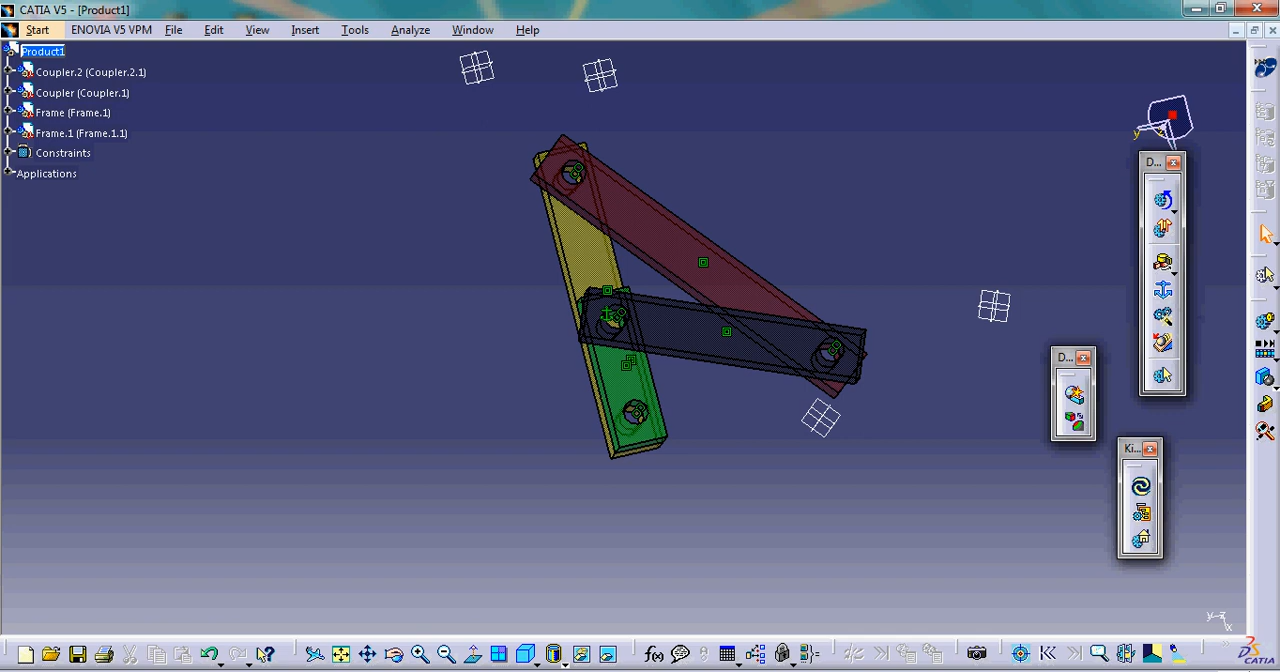 CATIA V5 - [Product1]
Start ENOVIA V5 VPM File Edit View Insert Tools Analyze Window Help
Product1
Coupler.2 (Coupler.2.1)
Coupler (Coupler.1)
Frame (Frame.1)
Frame.1 (Frame.1.1)
Constraints
Applications
y
D...
D...
Ki...
y z
x
f(x)
CATIA